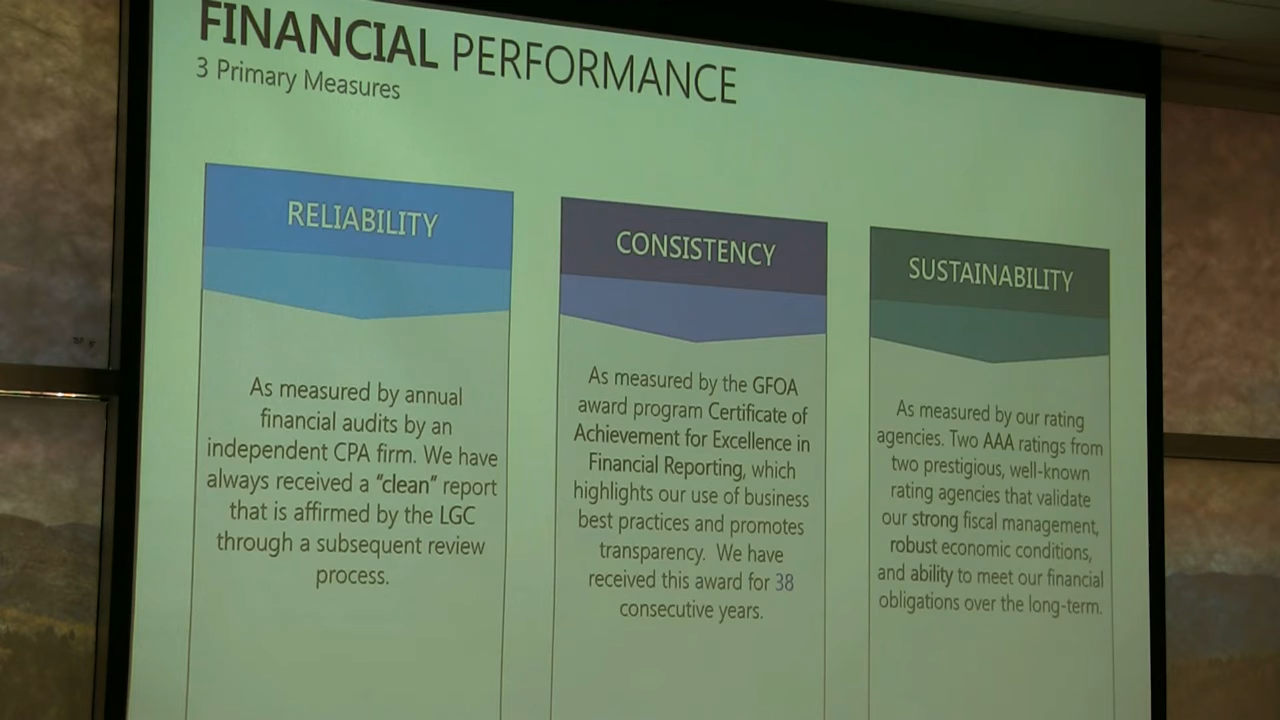 FINANCIAL PERFORMANCE
3 Primary Measures
RELIABILITY
As measured by annual
financial audits by an
independent CPA firm. We have
always received a "clean" report
that is affirmed by the LGC
through a subsequent review
process.
CONSISTENCY
As measured by the GFOA
award program Certificate of
Achievement for Excellence in
Financial Reporting, which
highlights our use of business
best practices and promotes
transparency. We have
received this award for 38
consecutive years.
SUSTAINABILITY
As measured by our rating
agencies. Two AAA ratings from
two prestigious, well-known
rating agencies that validate
our strong fiscal management,
robust economic conditions,
and ability to meet our financial
obligations over the long-term.